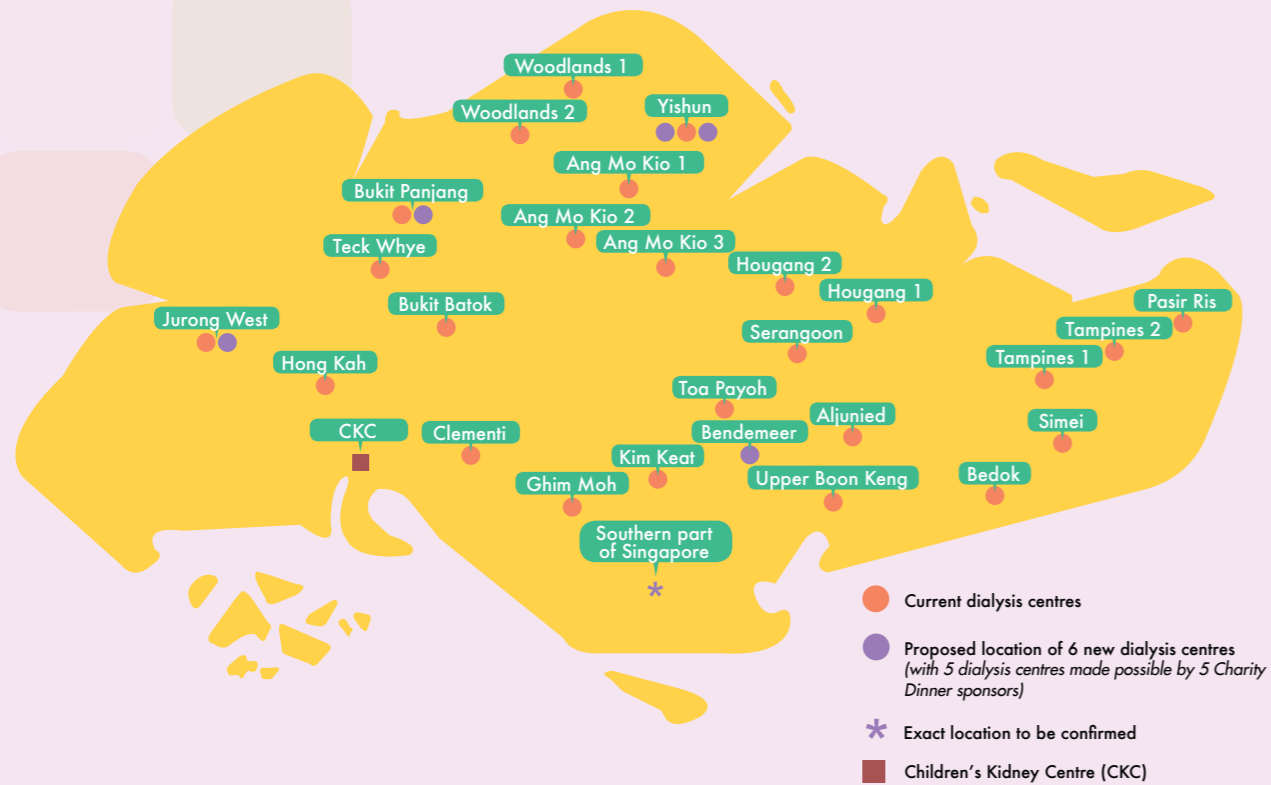 Woodlands 1
Woodlands 2
Yishun
Ang Mo Kio 1
Bukit Panjang
Ang Mo Kio 2
Teck Whye
Ang Mo Kio 3
Hougang 2
Hougang 1
Bukit Batok
Pasir Ris
Jurong West
Tampines 2
Serangoon
Tampines 1
Hong Kah
Toa Payoh
Aljunied
Simei
CKC
Clementi
Bendemeer
Kim Keat
Bedok
Ghim Moh
Upper Boon Keng
Southern part
of Singapore
*
Current dialysis centres
Proposed location of 6 new dialysis centres
(with 5 dialysis centres made possible by 5 Charity
Dinner sponsors)
* Exact location to be confirmed
Children's Kidney Centre (CKC)